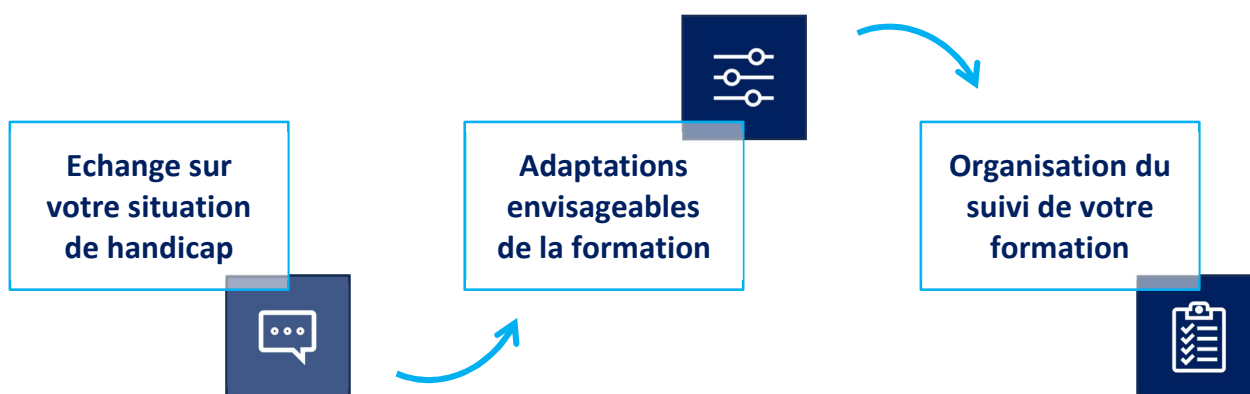 Echange sur
votre situation
de handicap
Adaptations
envisageables
de la formation
Organisation du
suivi de votre
formation